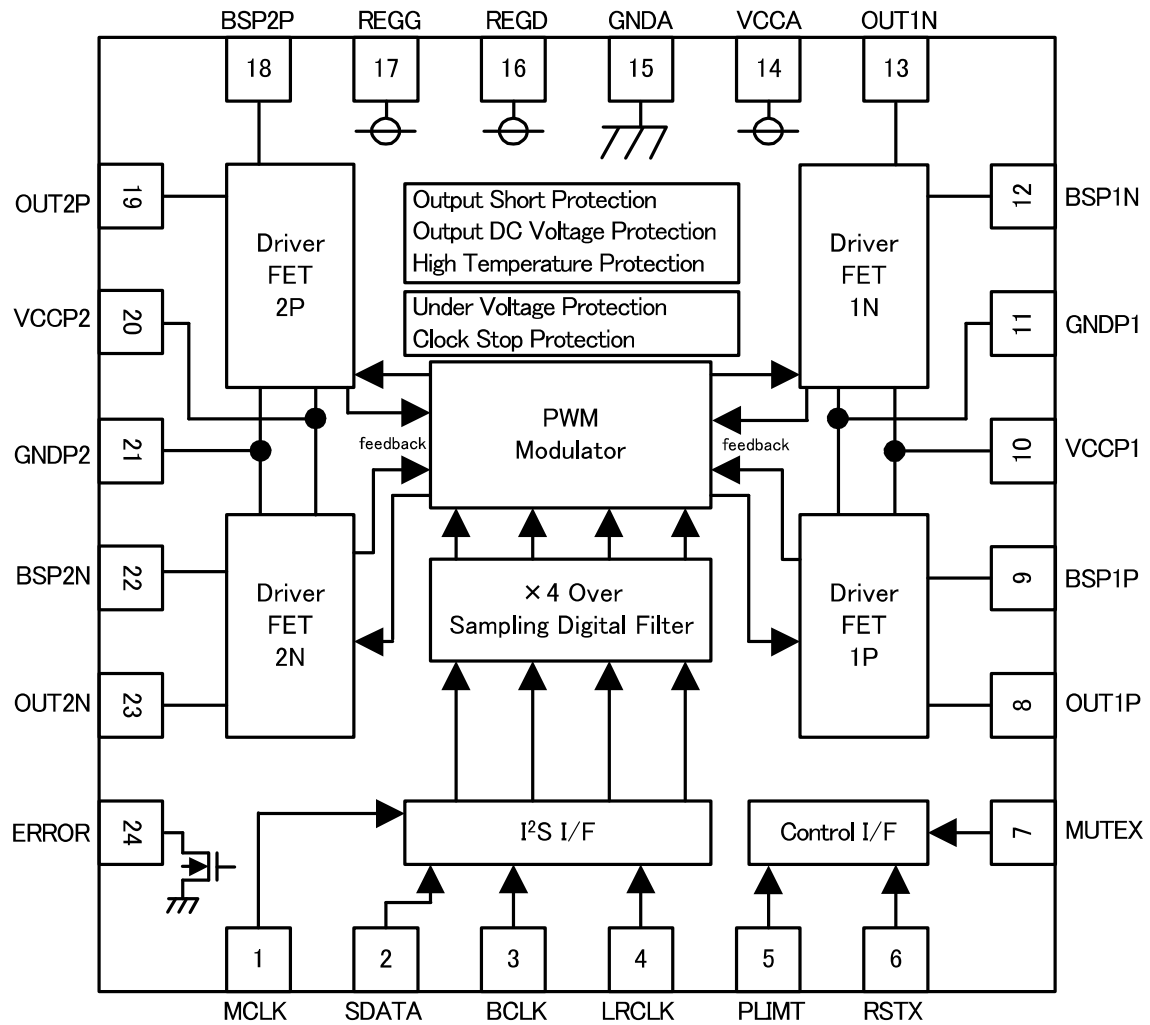 BSP2P REGG REGD GNDA VCCA OUT1N
18 17 16 15 14 13
OUT2P 19
12 BSP1N
Driver
FET
2P
Output Short Protection
Output DC Voltage Protection
High Temperature Protection
Under Voltage Protection
Clock Stop Protection
Driver
FET
1N
VCCP2 20
11 GNDP1
PWM
Modulator
feedback
feedback
GNDP2 21
10 VCCP1
BSP2N 22
9 BSP1P
Driver
FET
2N
×4 Over
Sampling Digital Filter
Driver
FET
1P
OUT2N 23
8 OUT1P
ERROR 24
I²S I/F
Control I/F
7 MUTEX
1 2 3 4 5 6
MCLK SDATA BCLK LRCLK PLIMT RSTX